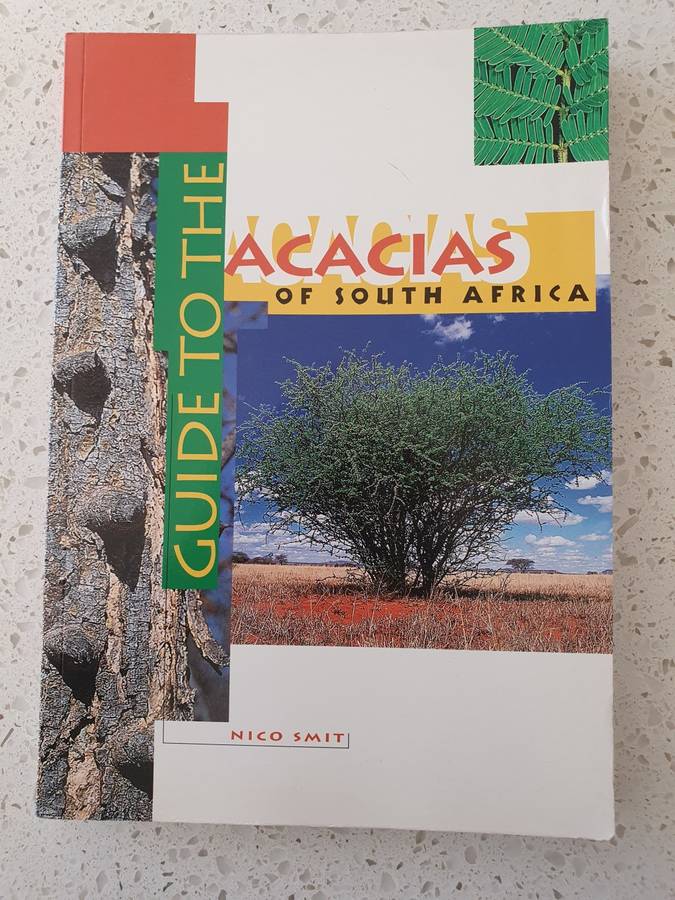 GUIDE TO THE
ACACIAS
OF SOUTH AFRICA
NICO SMIT